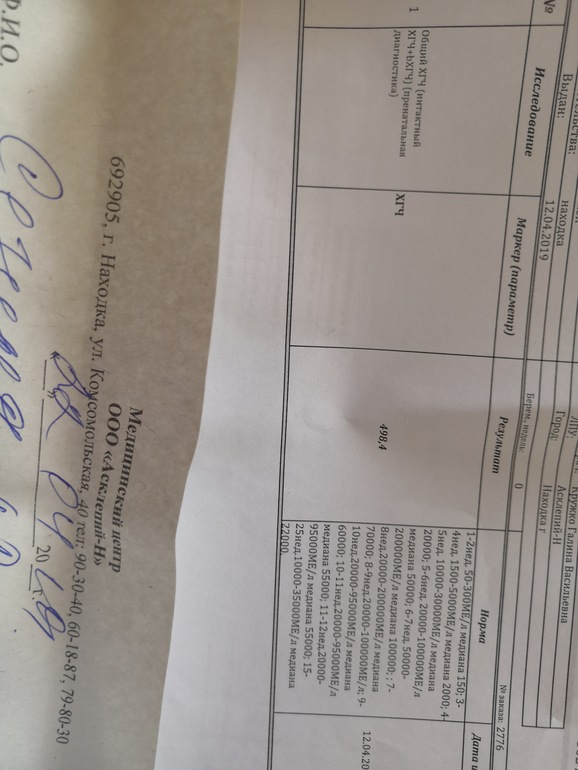 Кружко Галина Васильевна
Асклепий-Н
Город: Находка г
Выдан: находка
12.04.2019
№ заказа: 2776
Берем, недель: 0
№ Исследование Маркер (параметр) Результат Норма Дата и
1 Общий ХГЧ (интактный ХГЧ 498,4 12.04.20
ХГЧ+bХГЧ) (пренатальная
диагностика)
1-2нед. 50-300МЕ/л медиана 150; 3-
4нед. 1500-5000МЕ/л медиана 2000; 4-
5нед. 10000-30000МЕ/л медиана
20000; 5-6нед. 20000-100000МЕ/л
медиана 50000; 6-7нед. 50000-
200000МЕ/л медиана 100000; ; 7-
8нед.20000-200000МЕ/л медиана
70000; 8-9нед.20000-100000МЕ/л; 9-
10нед.20000-95000МЕ/л медиана
60000; 10-11нед.20000-95000МЕ/л
медиана 55000; 11-12нед.20000-
95000МЕ/л медиана 55000; 15-
25нед.10000-35000МЕ/л медиана
22000.
Медицинский центр
ООО «Асклепий-Н»
692905, г. Находка, ул. Комсомольская, 40 тел: 90-30-40, 60-18-87, 79-80-30
20 г.
Ф.И.О.